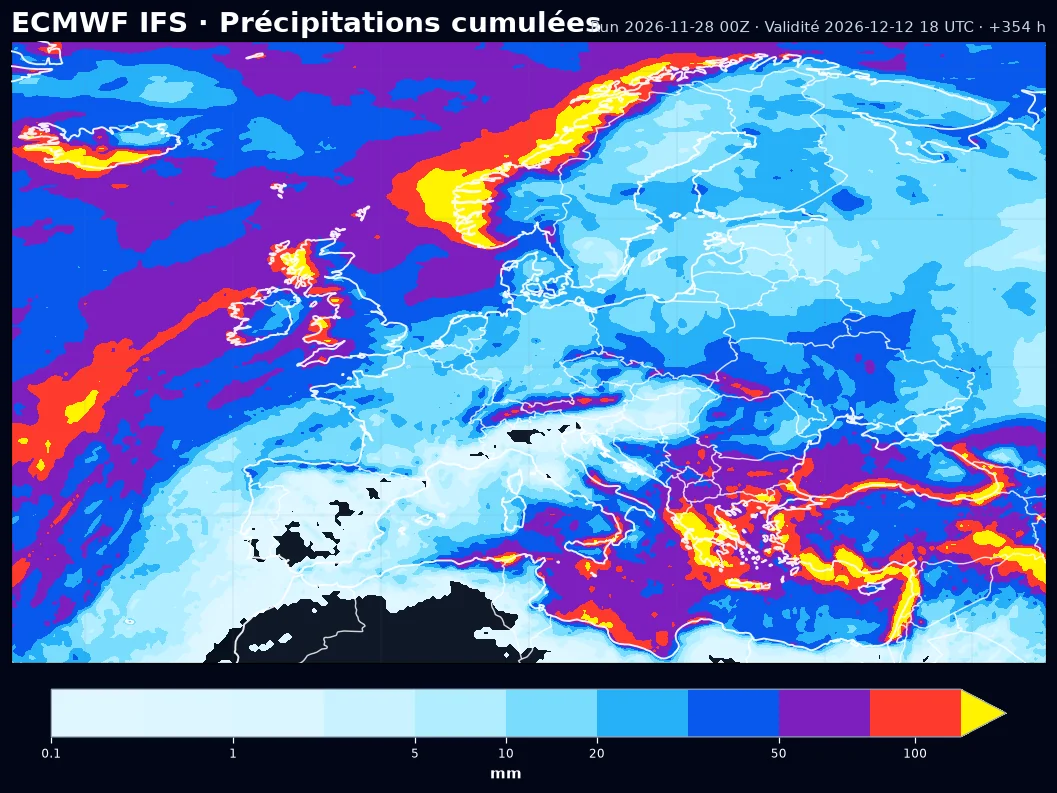 ECMWF IFS · Précipitations cumulées
Run 2026-11-28 00Z · Validité 2026-12-12 18 UTC · +354 h
0.1 1 5 10 20 50 100
mm